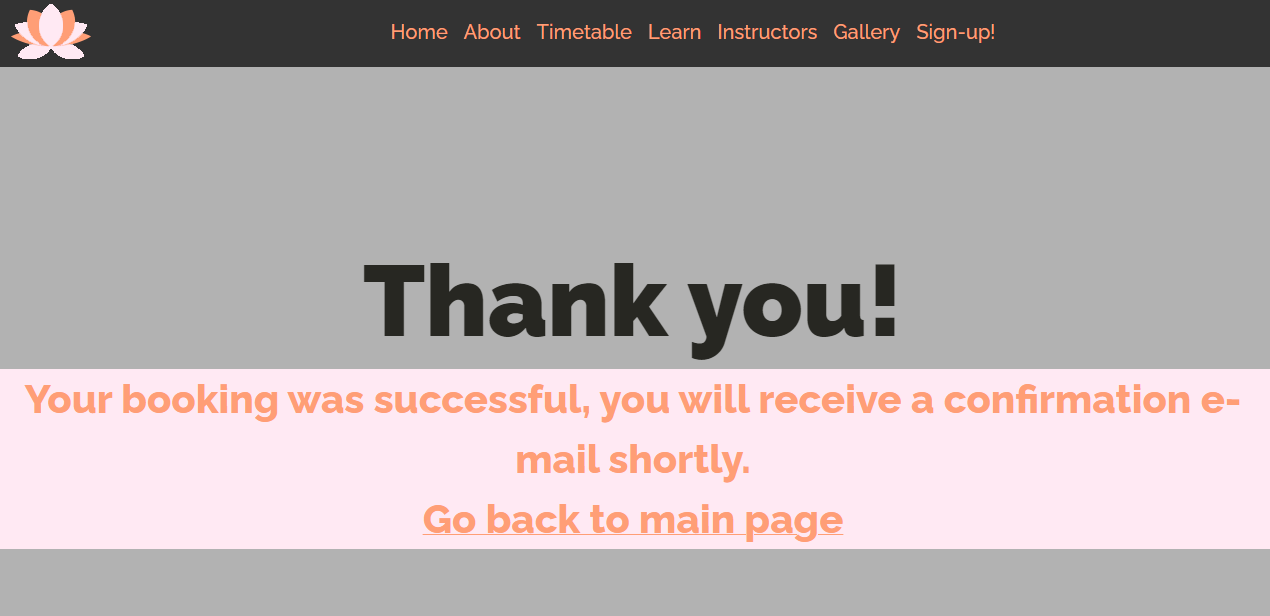 Home About Timetable Learn Instructors Gallery Sign-up!
Thank you!
Your booking was successful, you will receive a confirmation e-
mail shortly.
Go back to main page